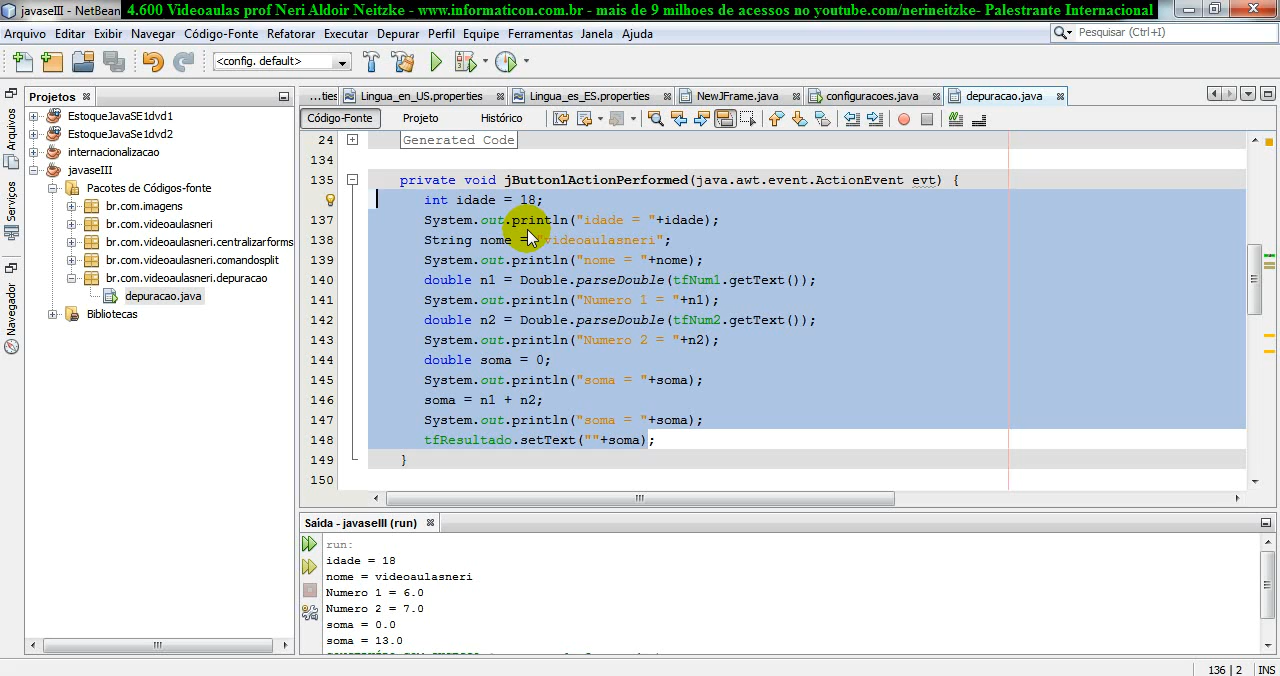 javaseIII - NetBean
4.600 Videoaulas prof Neri Aldoir Neitzke - www.informaticon.com.br - mais de 9 milhoes de acessos no youtube.com/nerineitzke- Palestrante Internacional
Arquivo Editar Exibir Navegar Código-Fonte Refatorar Executar Depurar Perfil Equipe Ferramentas Janela Ajuda
Pesquisar (Ctrl+I)
<config. default>
Projetos
...ties Lingua_en_US.properties Lingua_es_ES.properties NewJFrame.java configuracoes.java depuracao.java
Código-Fonte Projeto Histórico
Arquivos
Serviços
Navegador
EstoqueJavaSE1dvd1
EstoqueJavaSe1dvd2
internacionalizacao
javaseIII
Pacotes de Códigos-fonte
br.com.imagens
br.com.videoaulasneri
br.com.videoaulasneri.centralizarforms
br.com.videoaulasneri.comandosplit
br.com.videoaulasneri.depuracao
depuracao.java
Bibliotecas
24 Generated Code
134
135 private void jButton1ActionPerformed(java.awt.event.ActionEvent evt) {
int idade = 18;
137 System.out.println("idade = "+idade);
138 String nome = "videoaulasneri";
139 System.out.println("nome = "+nome);
140 double n1 = Double.parseDouble(tfNum1.getText());
141 System.out.println("Numero 1 = "+n1);
142 double n2 = Double.parseDouble(tfNum2.getText());
143 System.out.println("Numero 2 = "+n2);
144 double soma = 0;
145 System.out.println("soma = "+soma);
146 soma = n1 + n2;
147 System.out.println("soma = "+soma);
148 tfResultado.setText(""+soma);
149 }
150
Saída - javaseIII (run)
run:
idade = 18
nome = videoaulasneri
Numero 1 = 6.0
Numero 2 = 7.0
soma = 0.0
soma = 13.0
136 | 2 INS